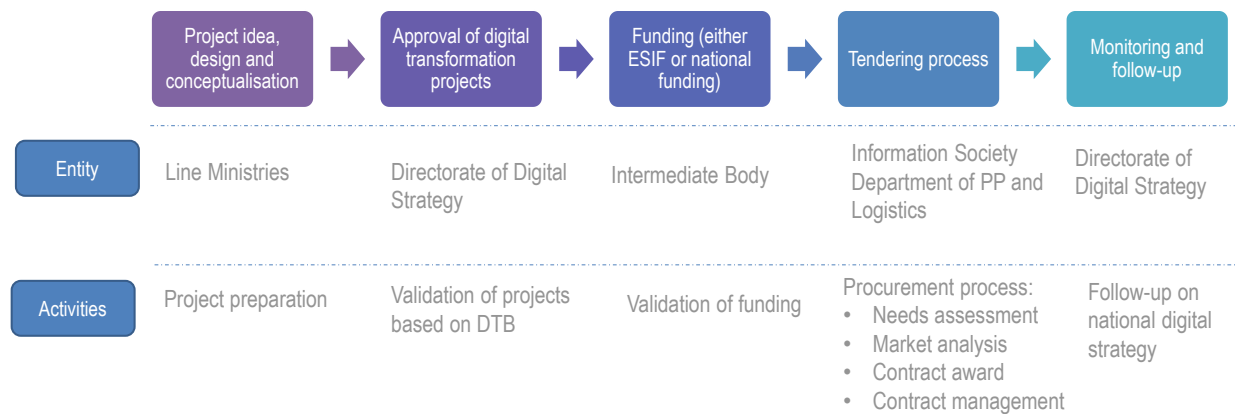 Project idea,
design and
conceptualisation
Approval of digital
transformation
projects
Funding (either
ESIF or national
funding)
Tendering process
Monitoring and
follow-up
Entity
Line Ministries
Directorate of Digital
Strategy
Intermediate Body
Information Society
Department of PP and
Logistics
Directorate of
Digital Strategy
Activities
Project preparation
Validation of projects
based on DTB
Validation of funding
Procurement process:
• Needs assessment
• Market analysis
• Contract award
• Contract management
Follow-up on
national digital
strategy